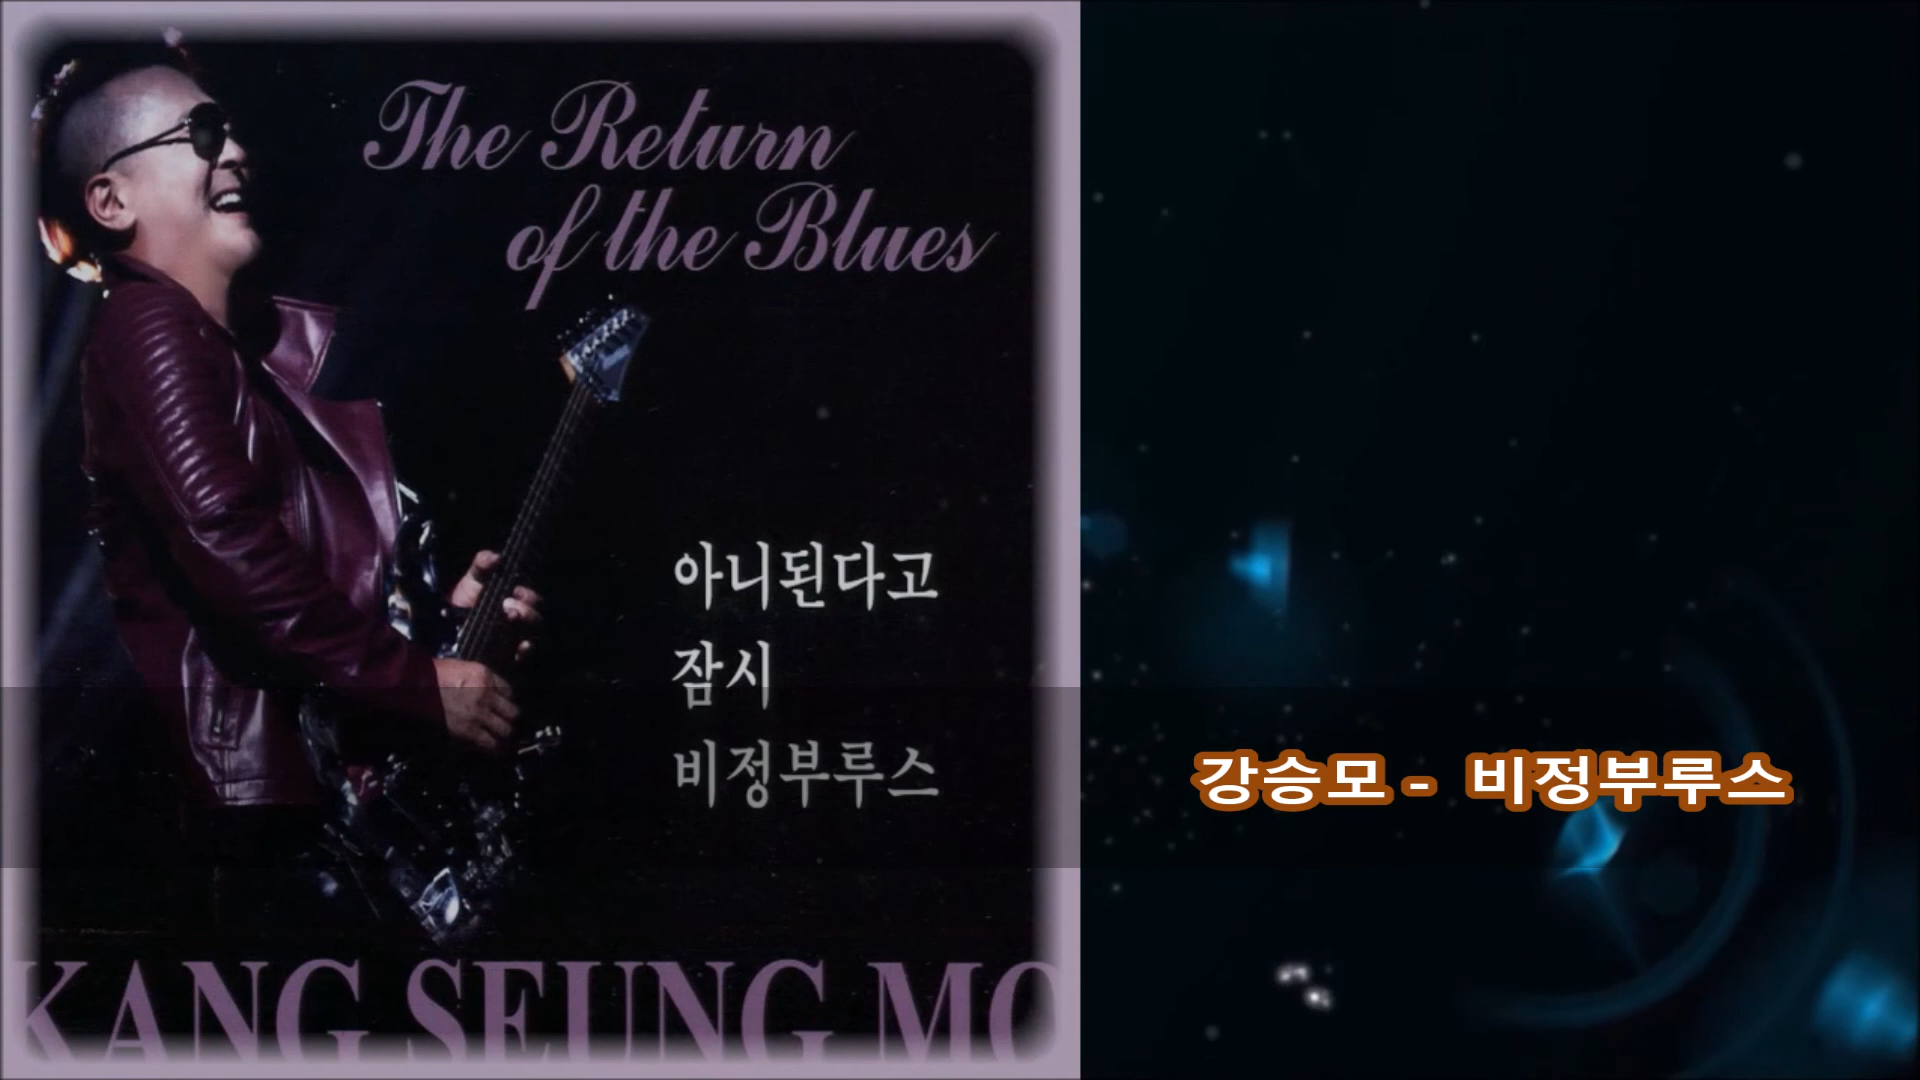 The Return
of the Blues
아니된다고
잠시
비정부루스
강승모 - 비정부루스
KANG SEUNG MO